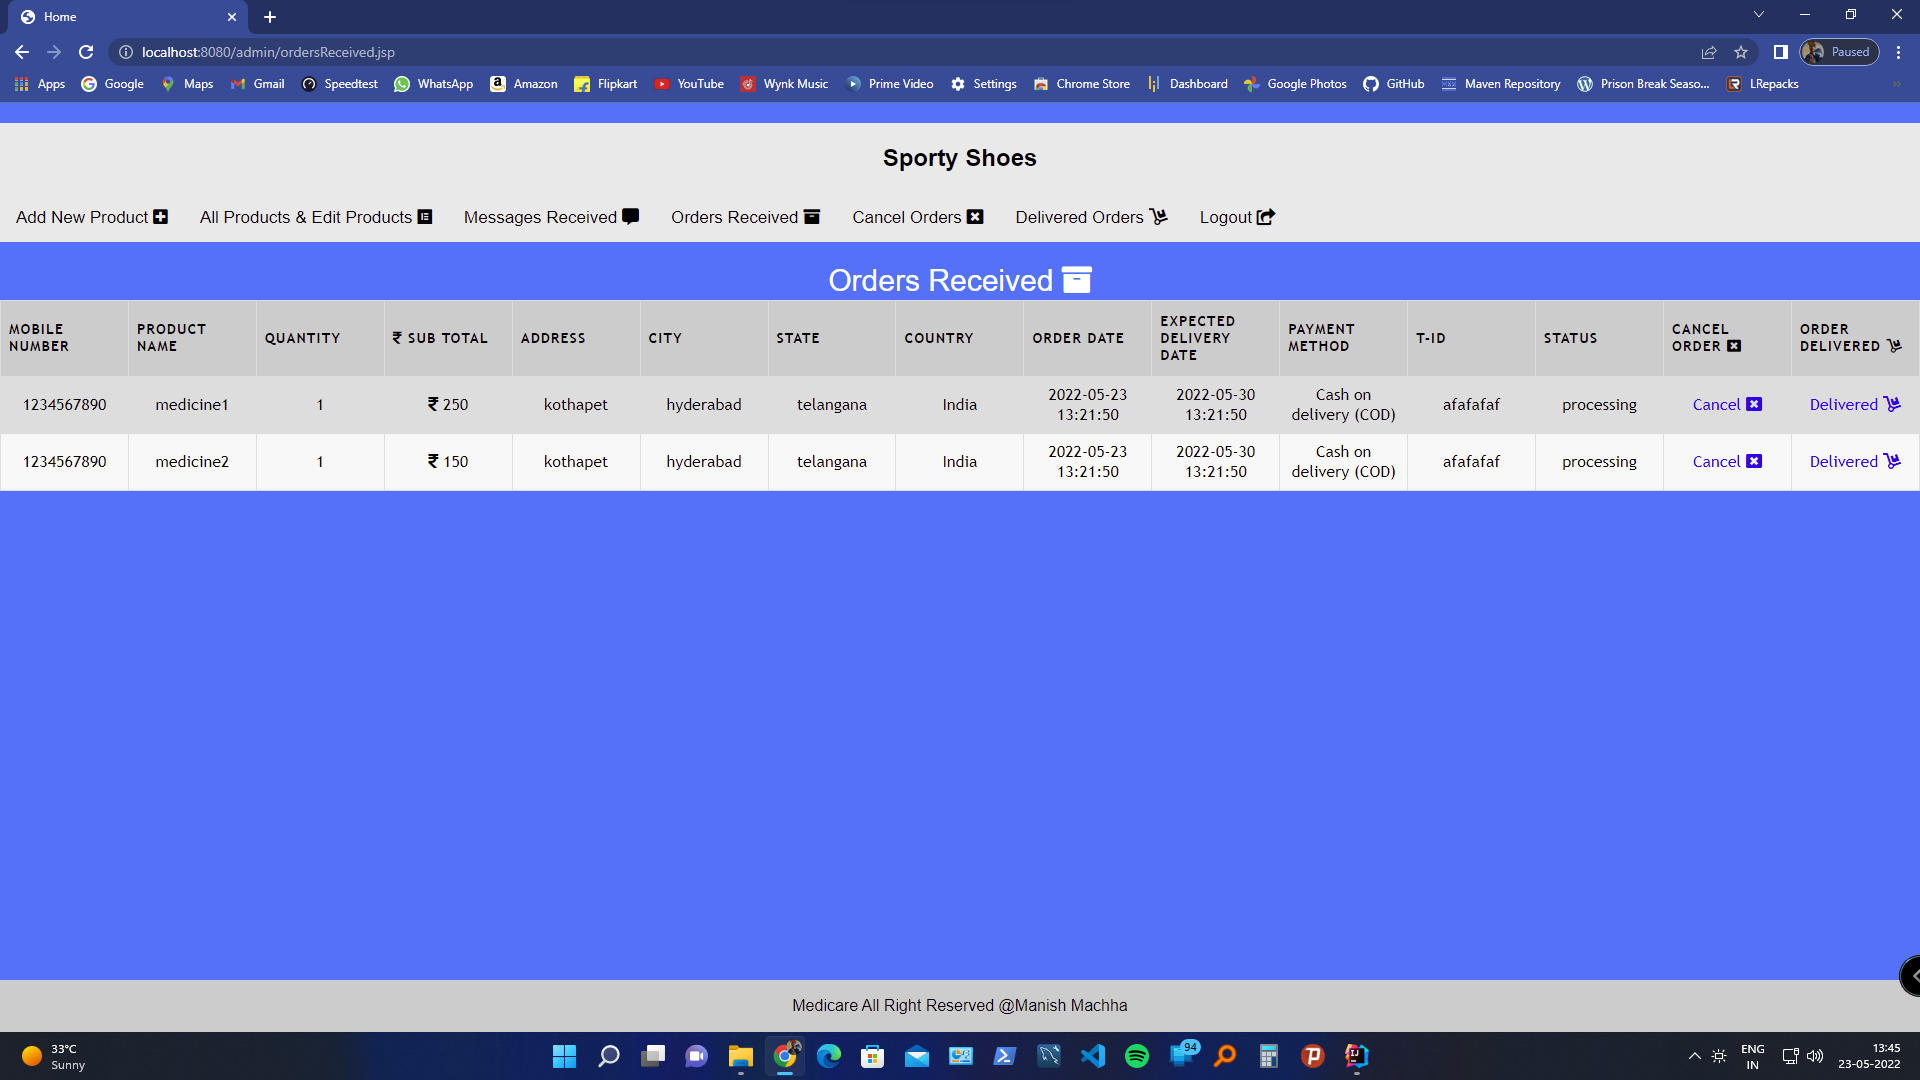 Home
localhost:8080/admin/ordersReceived.jsp
Paused
Apps Google Maps Gmail Speedtest WhatsApp Amazon Flipkart YouTube Wynk Music Prime Video Settings Chrome Store Dashboard Google Photos GitHub Maven Repository Prison Break Seaso... LRepacks
Sporty Shoes
Add New Product All Products & Edit Products Messages Received Orders Received Cancel Orders Delivered Orders Logout
Orders Received
MOBILE NUMBER PRODUCT NAME QUANTITY ₹ SUB TOTAL ADDRESS CITY STATE COUNTRY ORDER DATE EXPECTED DELIVERY DATE PAYMENT METHOD T-ID STATUS CANCEL ORDER ORDER DELIVERED
1234567890 medicine1 1 ₹ 250 kothapet hyderabad telangana India 2022-05-23 13:21:50 2022-05-30 13:21:50 Cash on delivery (COD) afafafaf processing Cancel Delivered
1234567890 medicine2 1 ₹ 150 kothapet hyderabad telangana India 2022-05-23 13:21:50 2022-05-30 13:21:50 Cash on delivery (COD) afafafaf processing Cancel Delivered
Medicare All Right Reserved @Manish Machha
33°C
Sunny
94
ENG
IN
13:45
23-05-2022